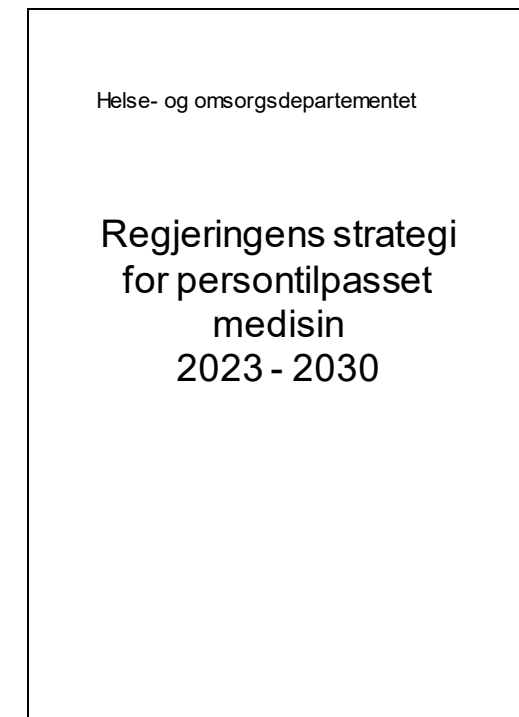 Helse- og omsorgsdepartementet
Regjeringens strategi
for persontilpasset
medisin
2023 - 2030